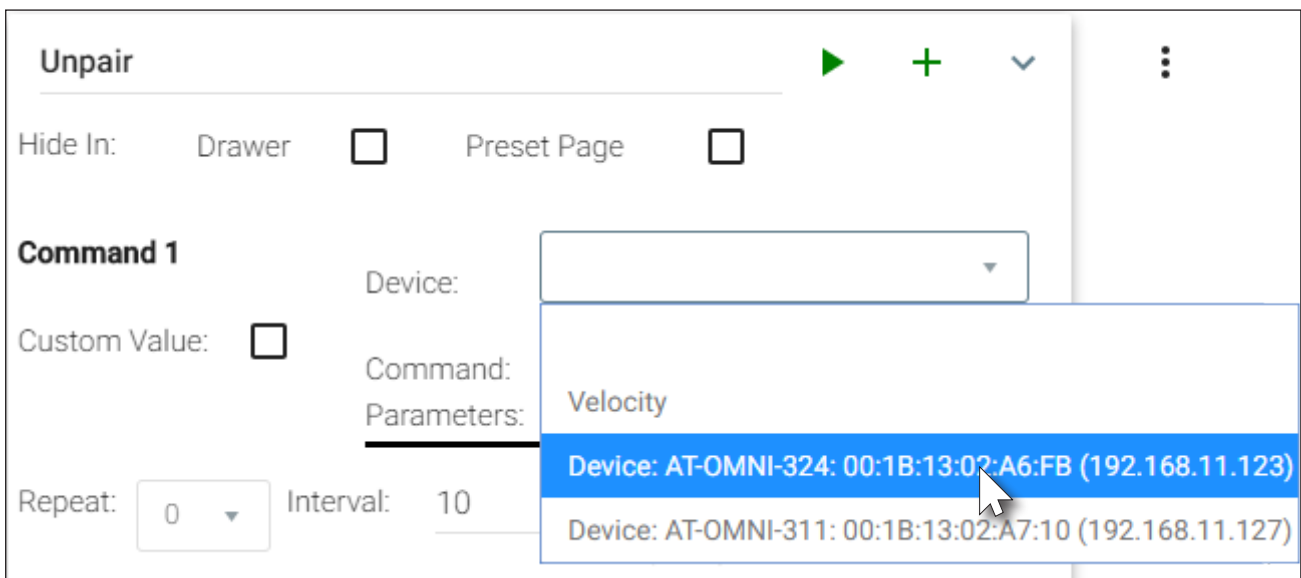 Unpair
Hide In: Drawer Preset Page
Command 1
Device:
Custom Value:
Command:
Parameters:
Velocity
Device: AT-OMNI-324: 00:1B:13:02:A6:FB (192.168.11.123)
Device: AT-OMNI-311: 00:1B:13:02:A7:10 (192.168.11.127)
Repeat: 0 Interval: 10